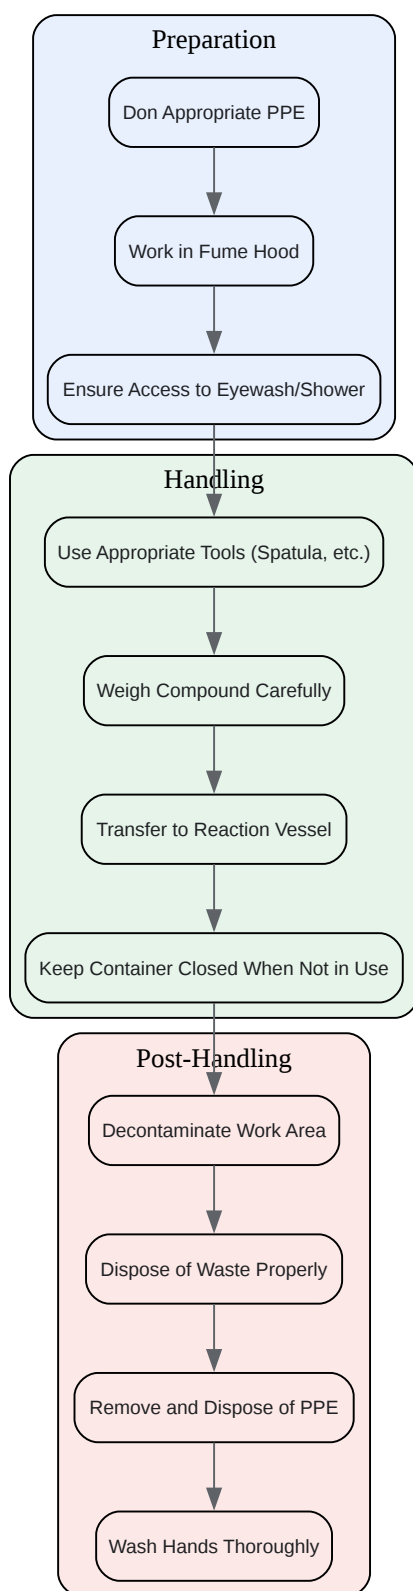 Preparation
Don Appropriate PPE
Work in Fume Hood
Ensure Access to Eyewash/Shower
Handling
Use Appropriate Tools (Spatula, etc.)
Weigh Compound Carefully
Transfer to Reaction Vessel
Keep Container Closed When Not in Use
Post-Handling
Decontaminate Work Area
Dispose of Waste Properly
Remove and Dispose of PPE
Wash Hands Thoroughly